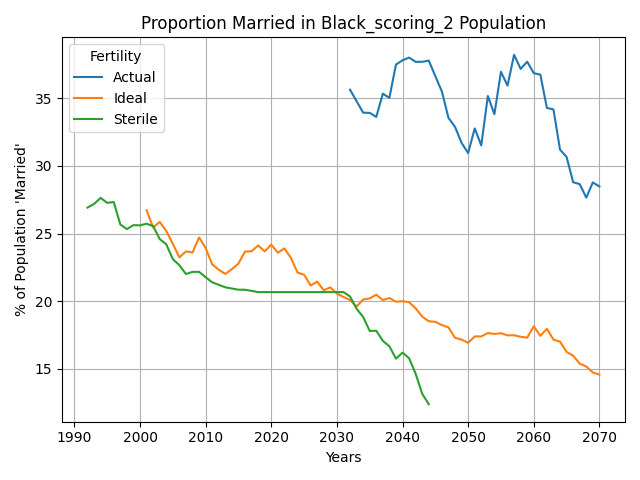 Proportion Married in Black_scoring_2 Population
Fertility
Actual
Ideal
Sterile
% of Population 'Married'
35
30
25
20
15
1990 2000 2010 2020 2030 2040 2050 2060 2070
Years